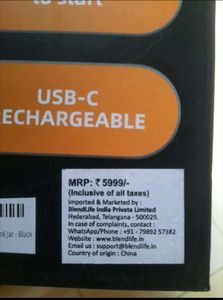 to start
USB-C
RECHARGEABLE
MRP: ₹ 5999/-
(Inclusive of all taxes)
Imported & Marketed by :
BlendLife India Private Limited
Hyderabad, Telangana - 500029.
In case of complaints, contact :
WhatsApp/Phone : +91 - 79892 57382
Website : www.blendlife.in
Email us : support@blendlife.in
Country of origin : China
ml Jar - Black